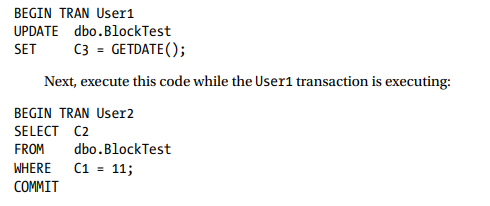 BEGIN TRAN User1
UPDATE dbo.BlockTest
SET C3 = GETDATE();
Next, execute this code while the User1 transaction is executing:
BEGIN TRAN User2
SELECT C2
FROM dbo.BlockTest
WHERE C1 = 11;
COMMIT